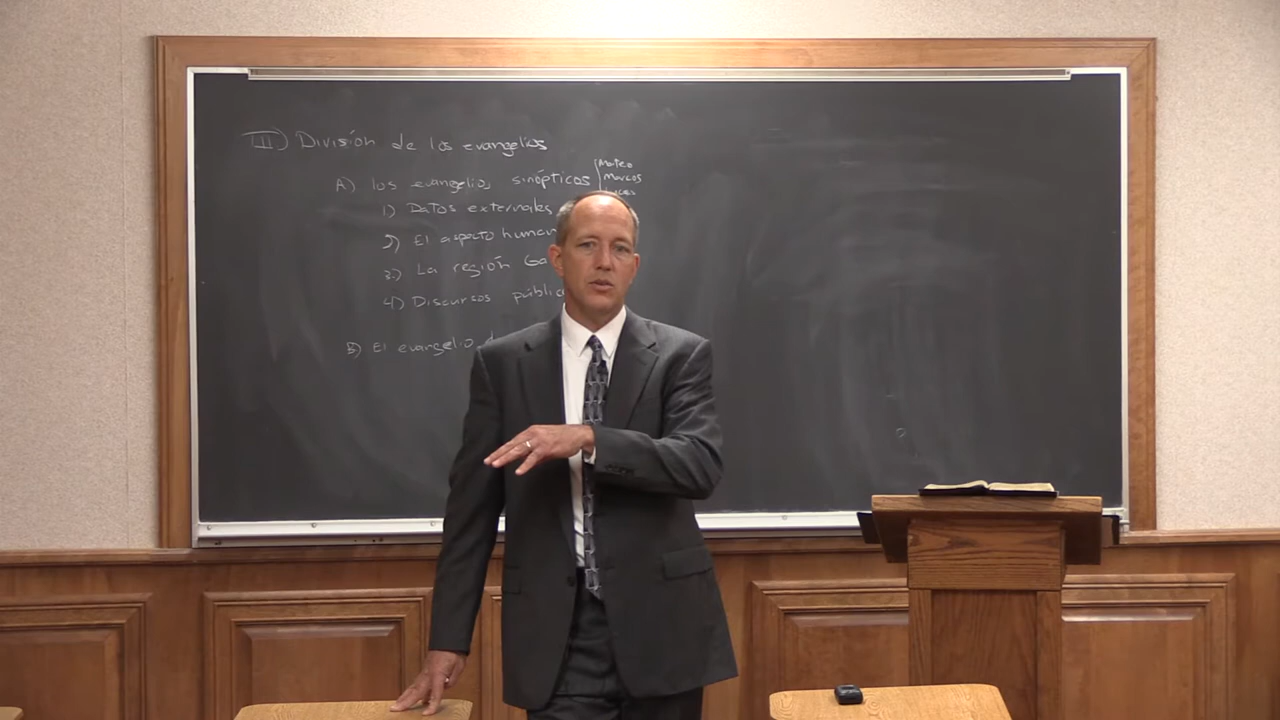 III) División de los evangelios
A) los evangelios sinópticos { Mateo
Marcos
Lucas
1) Datos externales
2) El aspecto human
3.) La región Ga
4) Discursos públic
B) El evangelio d